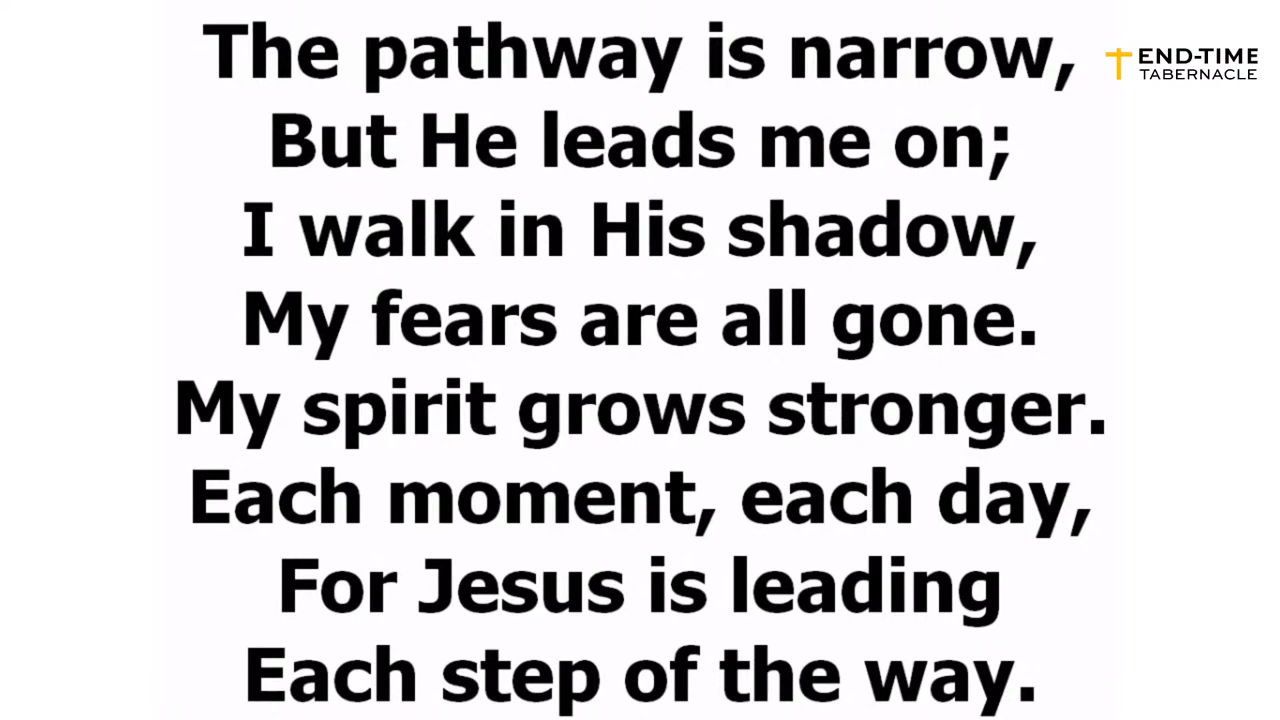 The pathway is narrow,
But He leads me on;
I walk in His shadow,
My fears are all gone.
My spirit grows stronger.
Each moment, each day,
For Jesus is leading
Each step of the way.
END-TIME
TABERNACLE